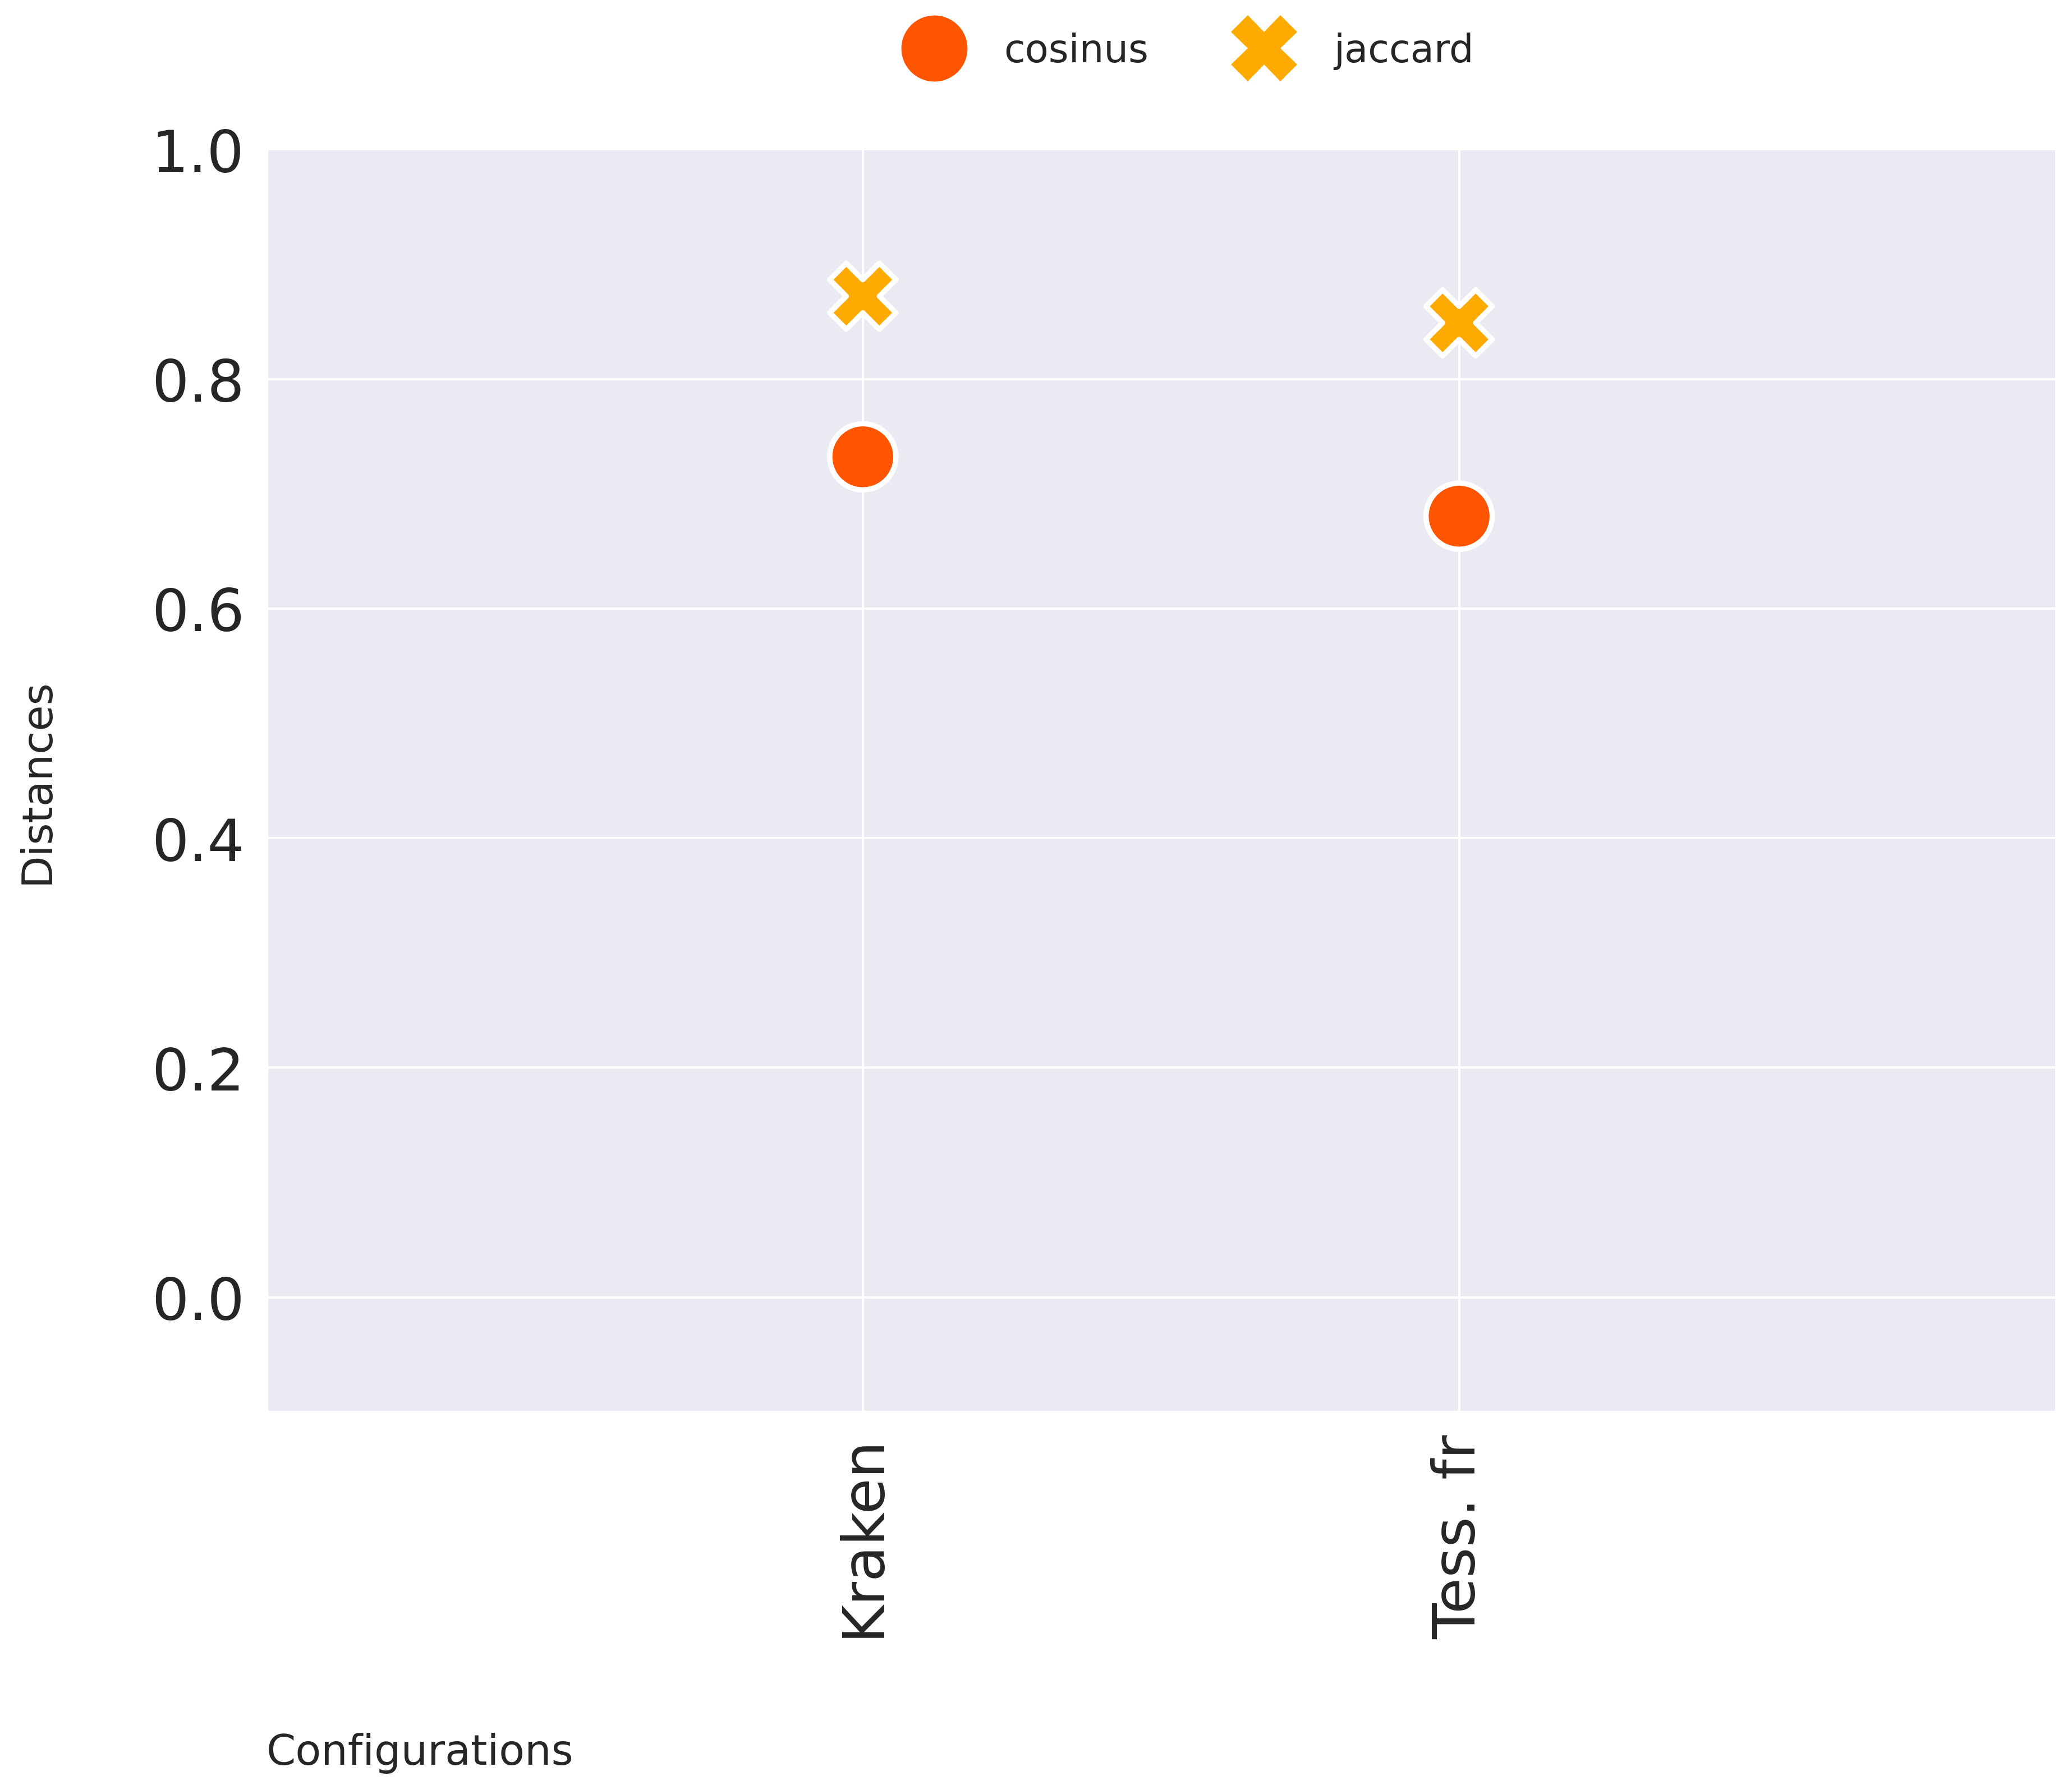 cosinus jaccard
1.0
0.8
0.6
0.4
0.2
0.0
Distances
Kraken
Tess. fr
Configurations